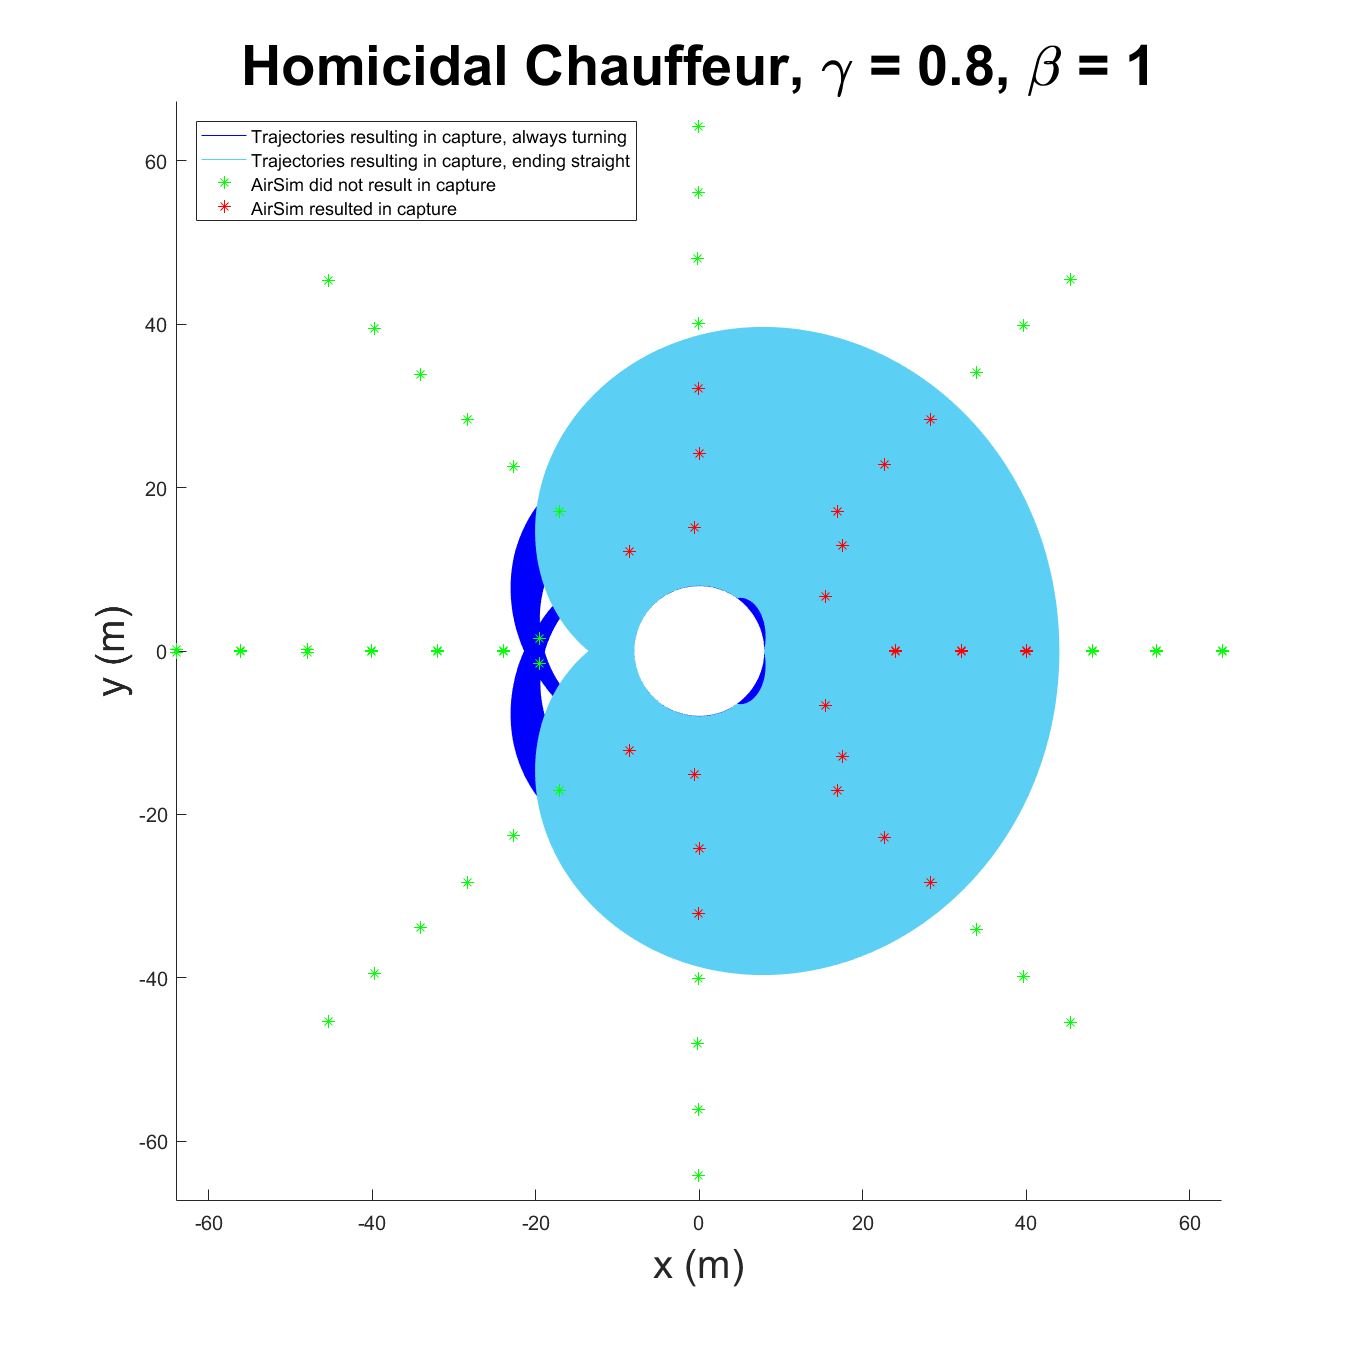 Homicidal Chauffeur, γ = 0.8, β = 1
Trajectories resulting in capture, always turning
Trajectories resulting in capture, ending straight
AirSim did not result in capture
AirSim resulted in capture
60
40
20
0
-20
-40
-60
y (m)
-60 -40 -20 0 20 40 60
x (m)